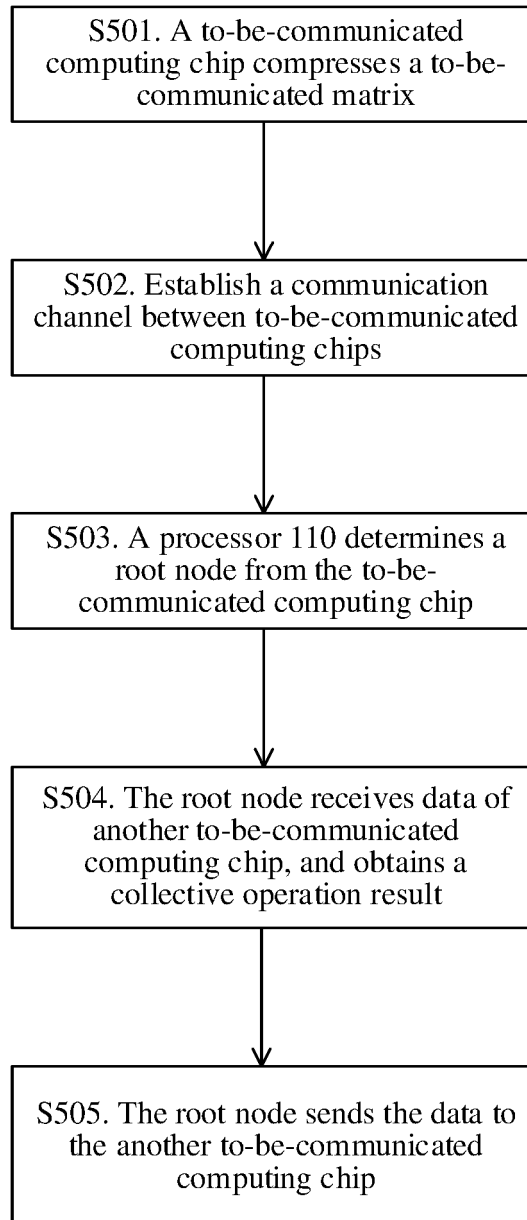 S501. A to-be-communicated
computing chip compresses a to-be-
communicated matrix
S502. Establish a communication
channel between to-be-communicated
computing chips
S503. A processor 110 determines a
root node from the to-be-
communicated computing chip
S504. The root node receives data of
another to-be-communicated
computing chip, and obtains a
collective operation result
S505. The root node sends the data to
the another to-be-communicated
computing chip